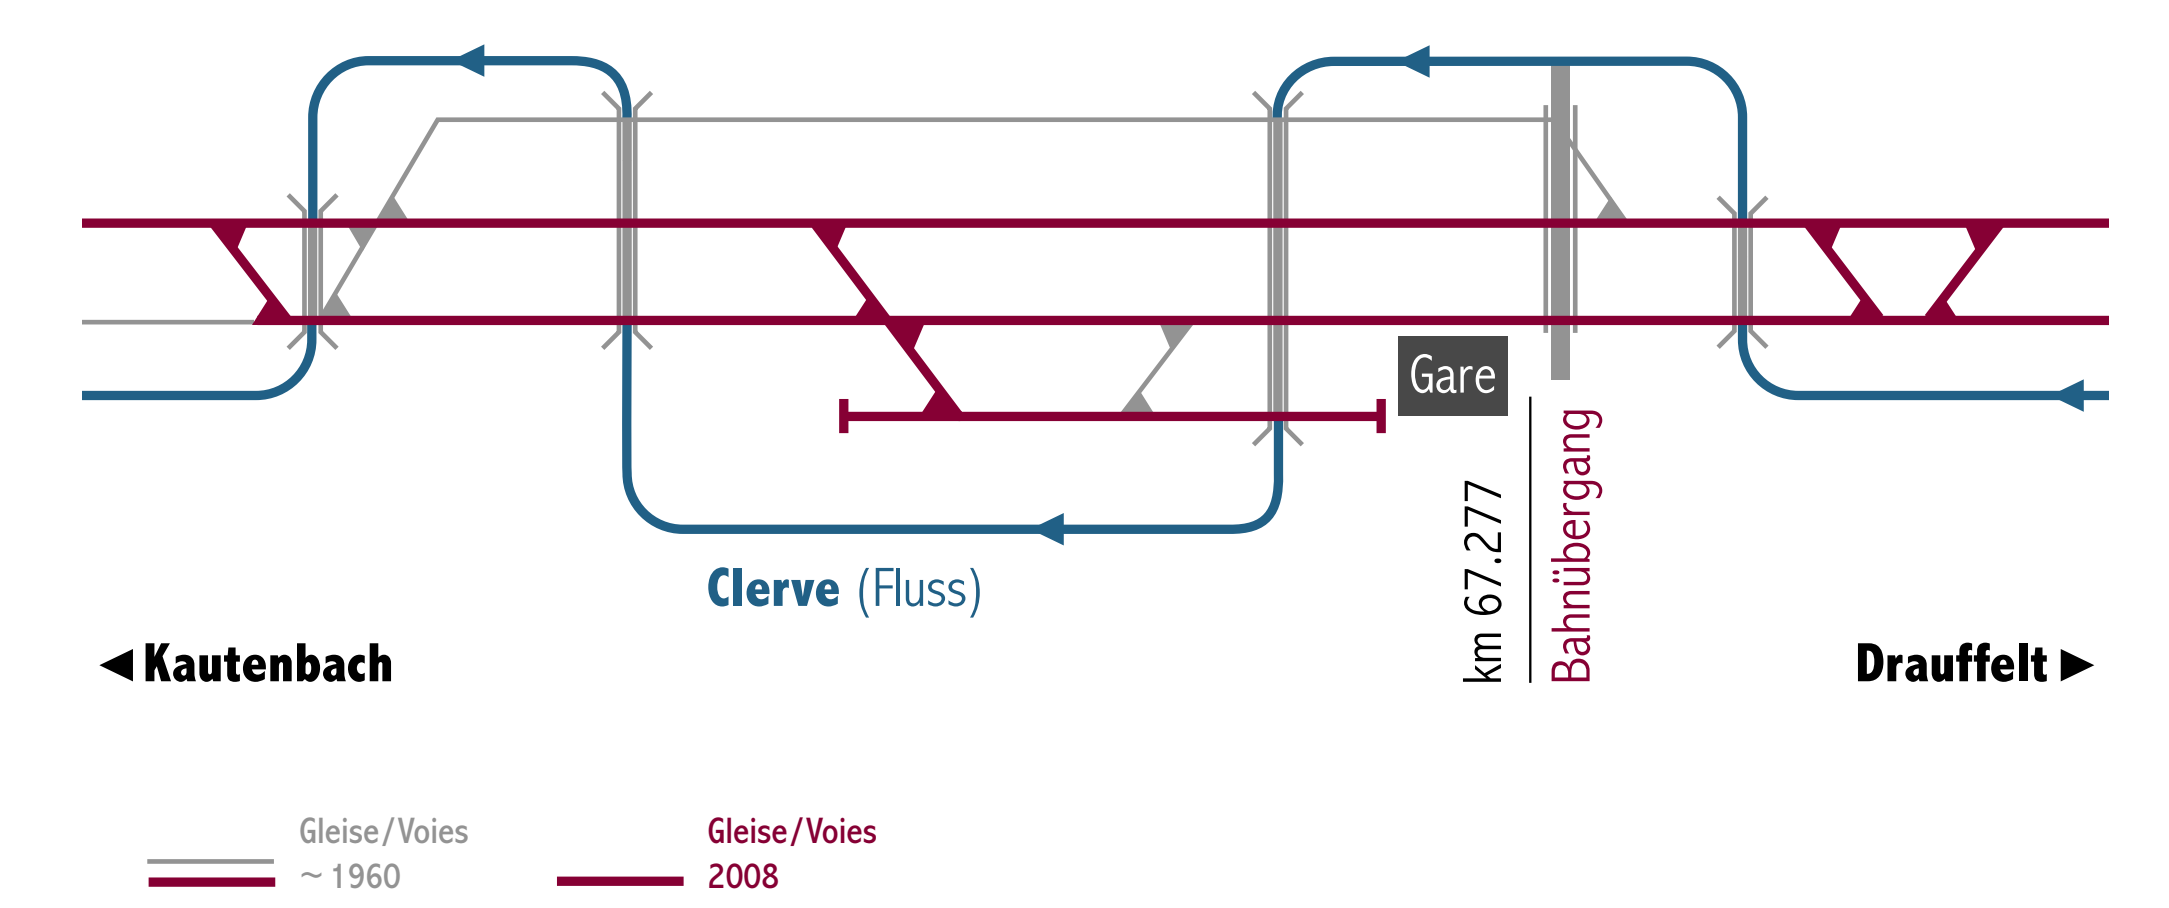 Gare
km 67.277
Bahnübergang
Clerve (Fluss)
◄ Kautenbach
Drauffelt ►
Gleise/Voies
~ 1960
Gleise/Voies
2008